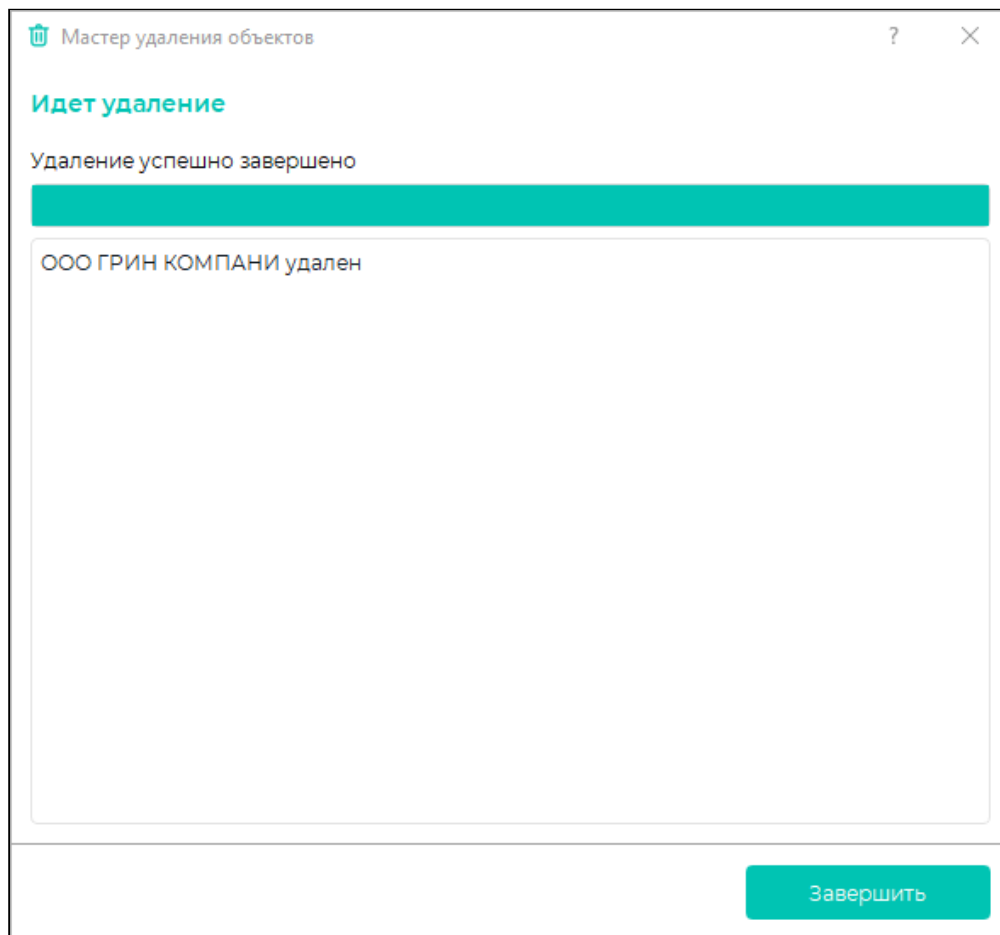 Мастер удаления объектов ?
Идет удаление
Удаление успешно завершено
ООО ГРИН КОМПАНИ удален
Завершить